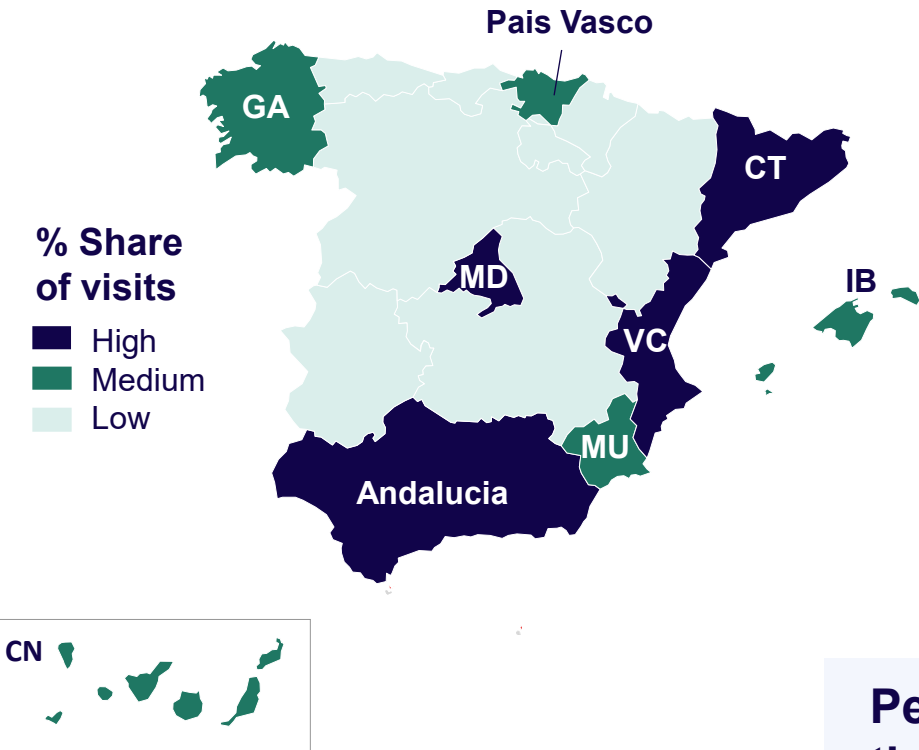 Pais Vasco
GA
CT
% Share
of visits
MD
IB
High
VC
Medium
Low
MU
Andalucia
CN